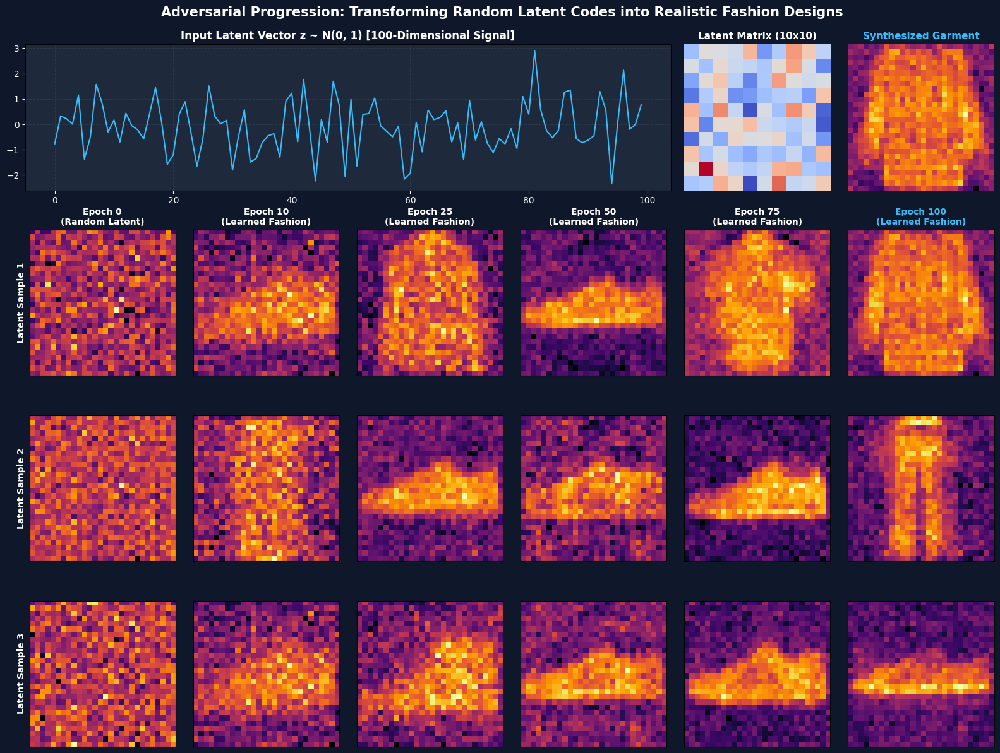 Adversarial Progression: Transforming Random Latent Codes into Realistic Fashion Designs
Input Latent Vector z ~ N(0, 1) [100-Dimensional Signal]
Latent Matrix (10x10)
Synthesized Garment
3
2
1
0
−1
−2
0
20
40
60
80
100
Epoch 0
(Random Latent)
Epoch 10
(Learned Fashion)
Epoch 25
(Learned Fashion)
Epoch 50
(Learned Fashion)
Epoch 75
(Learned Fashion)
Epoch 100
(Learned Fashion)
Latent Sample 1
Latent Sample 2
Latent Sample 3